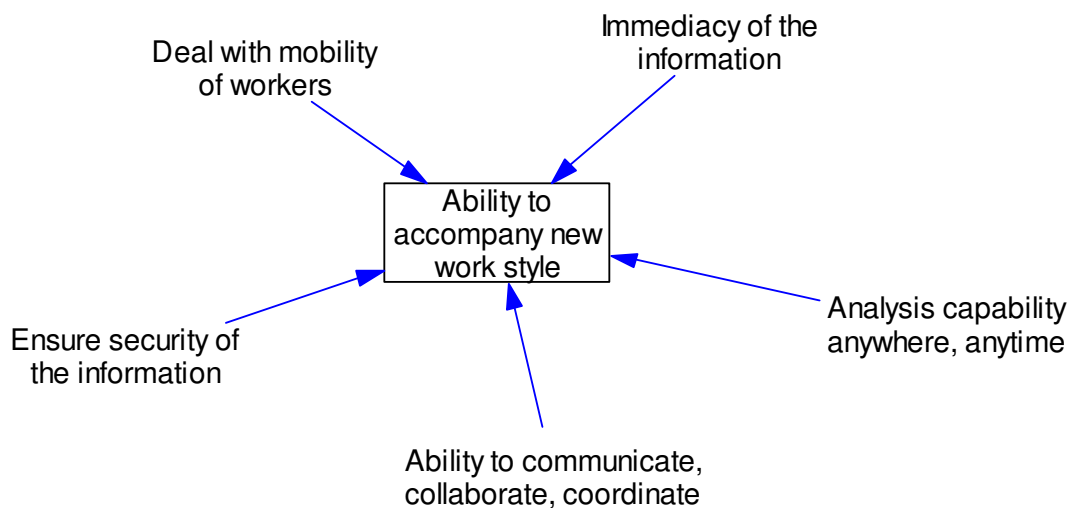 Immediacy of the
information
Deal with mobility
of workers
Ability to
accompany new
work style
Analysis capability
anywhere, anytime
Ensure security of
the information
Ability to communicate,
collaborate, coordinate